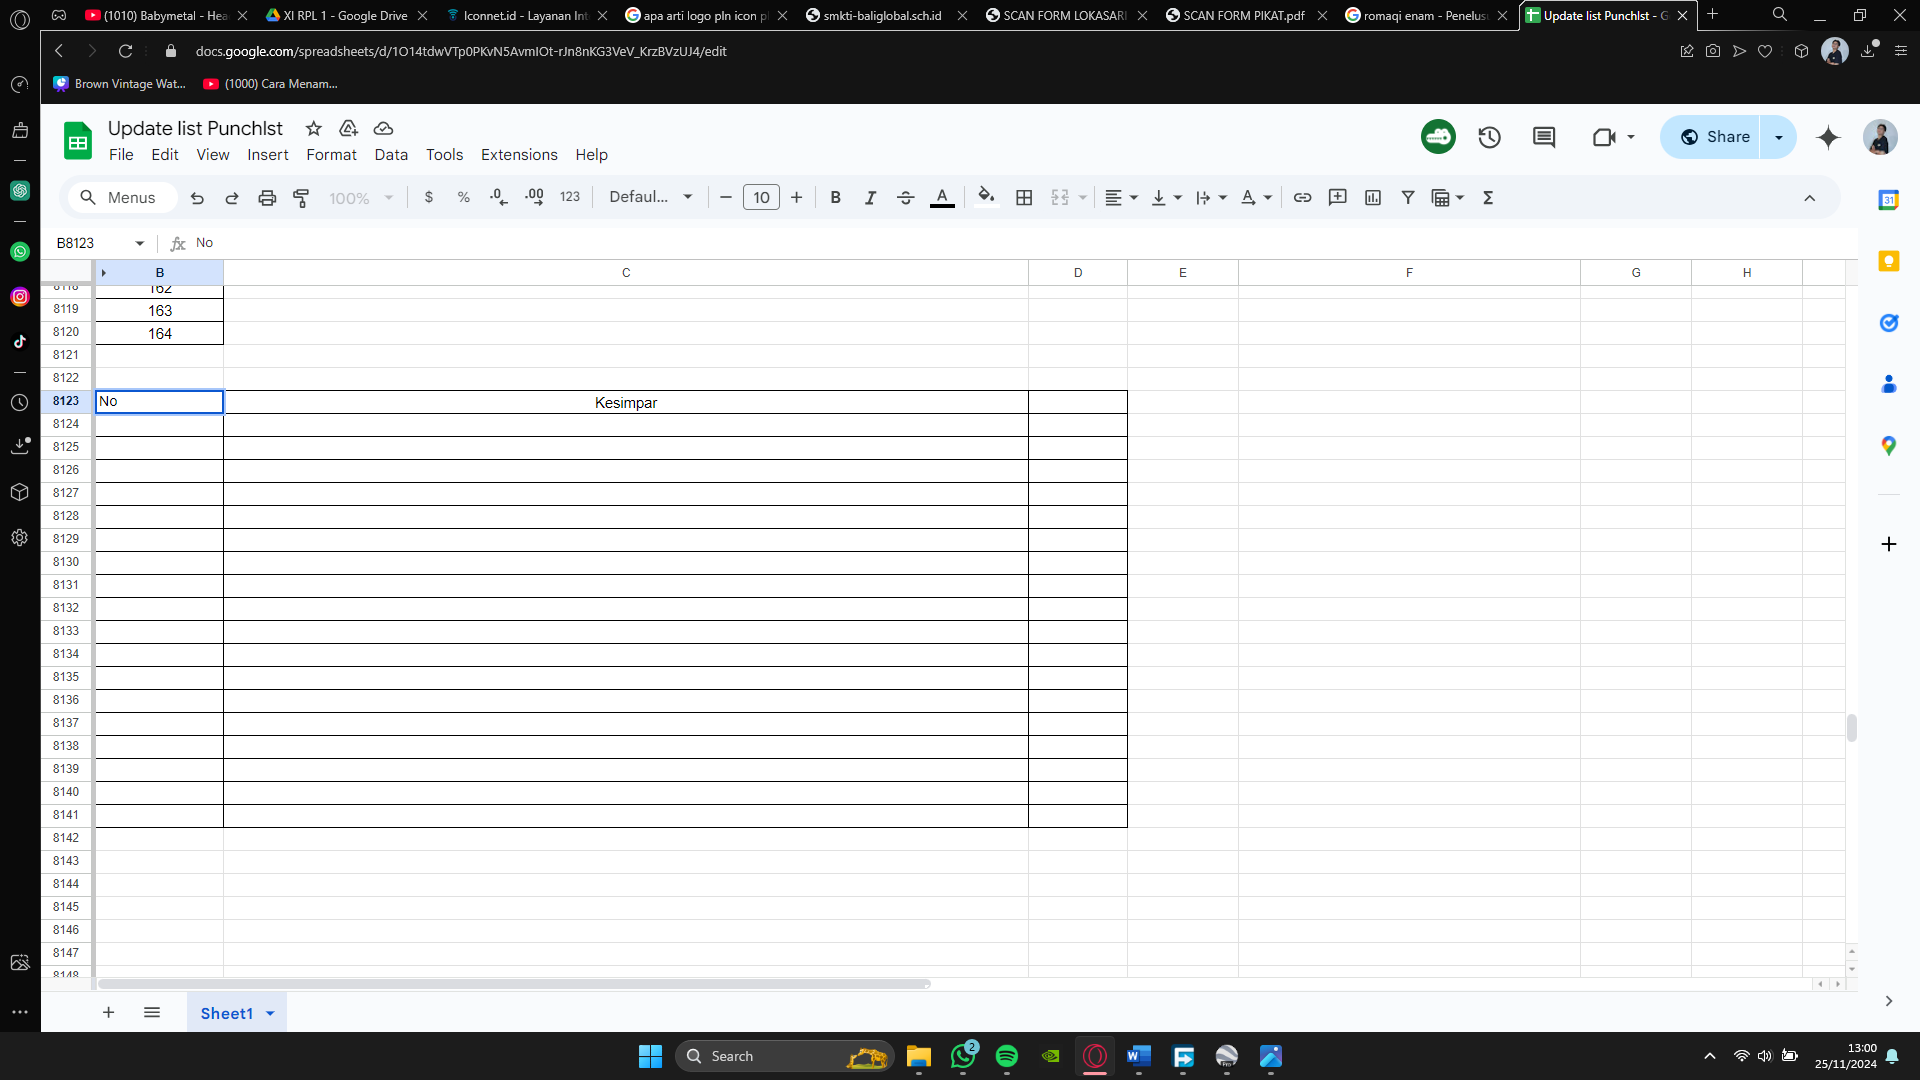 (1010) Babymetal - Hea
XI RPL 1 - Google Drive
Iconnet.id - Layanan Int
apa arti logo pln icon p
smkti-baliglobal.sch.id
SCAN FORM LOKASARI
SCAN FORM PIKAT.pdf
romaqi enam - Penelus
Update list Punchlst - G
docs.google.com/spreadsheets/d/1O14tdwVTp0PKvN5AvmIOt-rJn8nKG3VeV_KrzBVzUJ4/edit
Brown Vintage Wat...
(1000) Cara Menam...
Update list Punchlst
File Edit View Insert Format Data Tools Extensions Help
Share
Menus 100% $ % .0 .00 123 Defaul... 10 B I A
B8123 No
B C D E F G H
8118 162
8119 163
8120 164
8121
8122
8123 No Kesimpar
8124
8125
8126
8127
8128
8129
8130
8131
8132
8133
8134
8135
8136
8137
8138
8139
8140
8141
8142
8143
8144
8145
8146
8147
8148
Sheet1
Search
2
13:00
25/11/2024
31